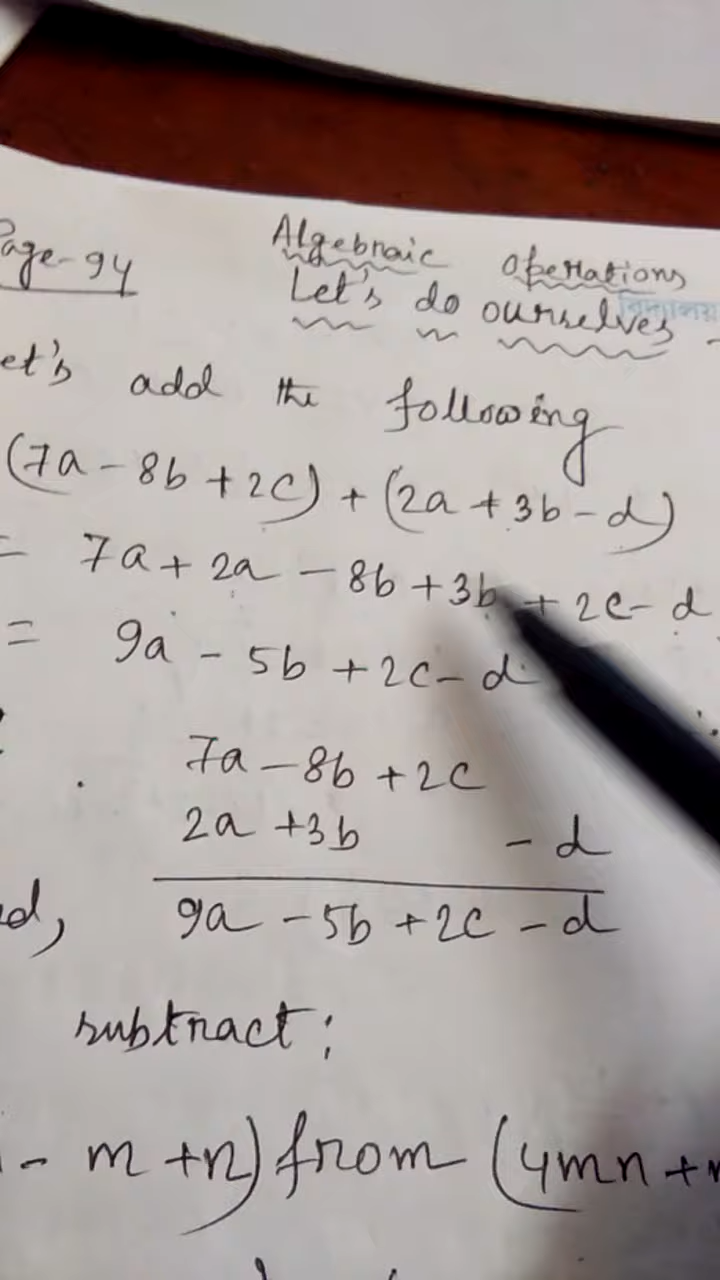 Page-94
Algebraic Operations
Let's do ourselves -
et's add the following
(7a - 8b + 2c) + (2a + 3b - d)
= 7a + 2a - 8b + 3b + 2c - d
= 9a - 5b + 2c - d
7a - 8b + 2c
2a + 3b - d
9a - 5b + 2c - d
subtract:
- m + n) from (4mn +